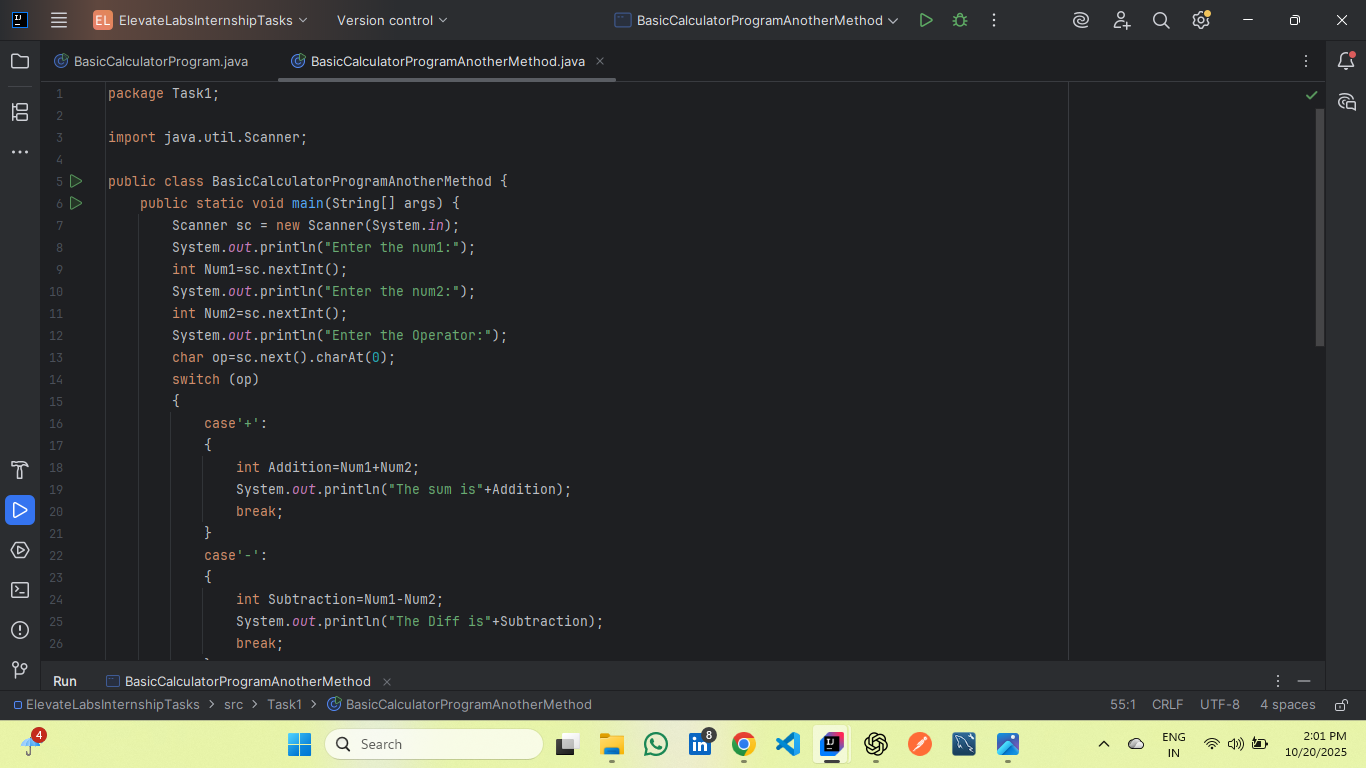 EL ElevateLabsInternshipTasks Version control BasicCalculatorProgramAnotherMethod
BasicCalculatorProgram.java BasicCalculatorProgramAnotherMethod.java
1 package Task1;
2
3 import java.util.Scanner;
4
5 public class BasicCalculatorProgramAnotherMethod {
6 public static void main(String[] args) {
7 Scanner sc = new Scanner(System.in);
8 System.out.println("Enter the num1:");
9 int Num1=sc.nextInt();
10 System.out.println("Enter the num2:");
11 int Num2=sc.nextInt();
12 System.out.println("Enter the Operator:");
13 char op=sc.next().charAt(0);
14 switch (op)
15 {
16 case'+':
17 {
18 int Addition=Num1+Num2;
19 System.out.println("The sum is"+Addition);
20 break;
21 }
22 case'-':
23 {
24 int Subtraction=Num1-Num2;
25 System.out.println("The Diff is"+Subtraction);
26 break;
Run BasicCalculatorProgramAnotherMethod
ElevateLabsInternshipTasks > src > Task1 > BasicCalculatorProgramAnotherMethod 55:1 CRLF UTF-8 4 spaces
4 Search 8 ENG 2:01 PM
IN 10/20/2025